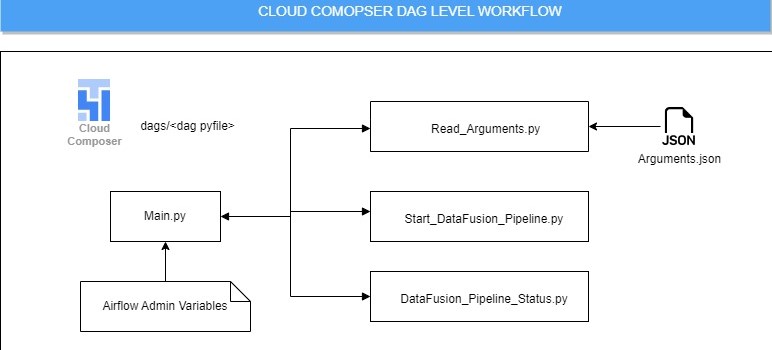 CLOUD COMOPSER DAG LEVEL WORKFLOW
Cloud
Composer
dags/<dag pyfile>
Read_Arguments.py
JSON
Arguments.json
Main.py
Start_DataFusion_Pipeline.py
Airflow Admin Variables
DataFusion_Pipeline_Status.py